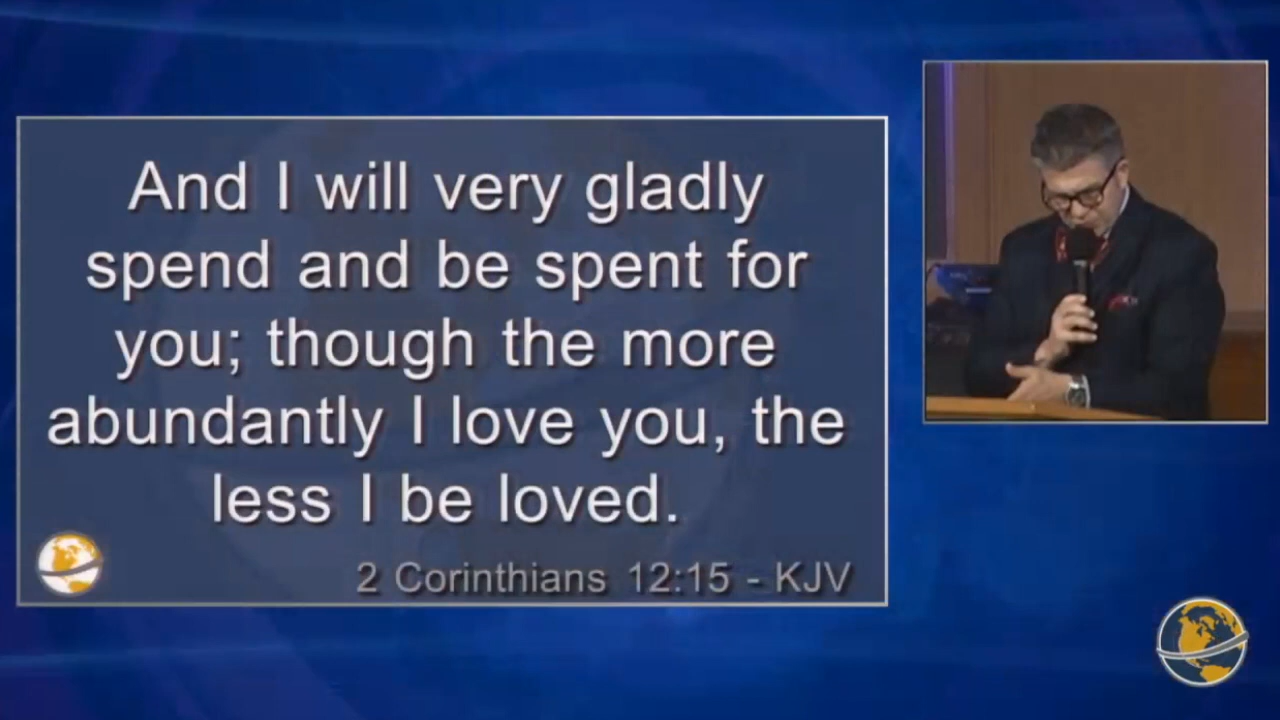 And I will very gladly
spend and be spent for
you; though the more
abundantly I love you, the
less I be loved.
2 Corinthians 12:15 - KJV